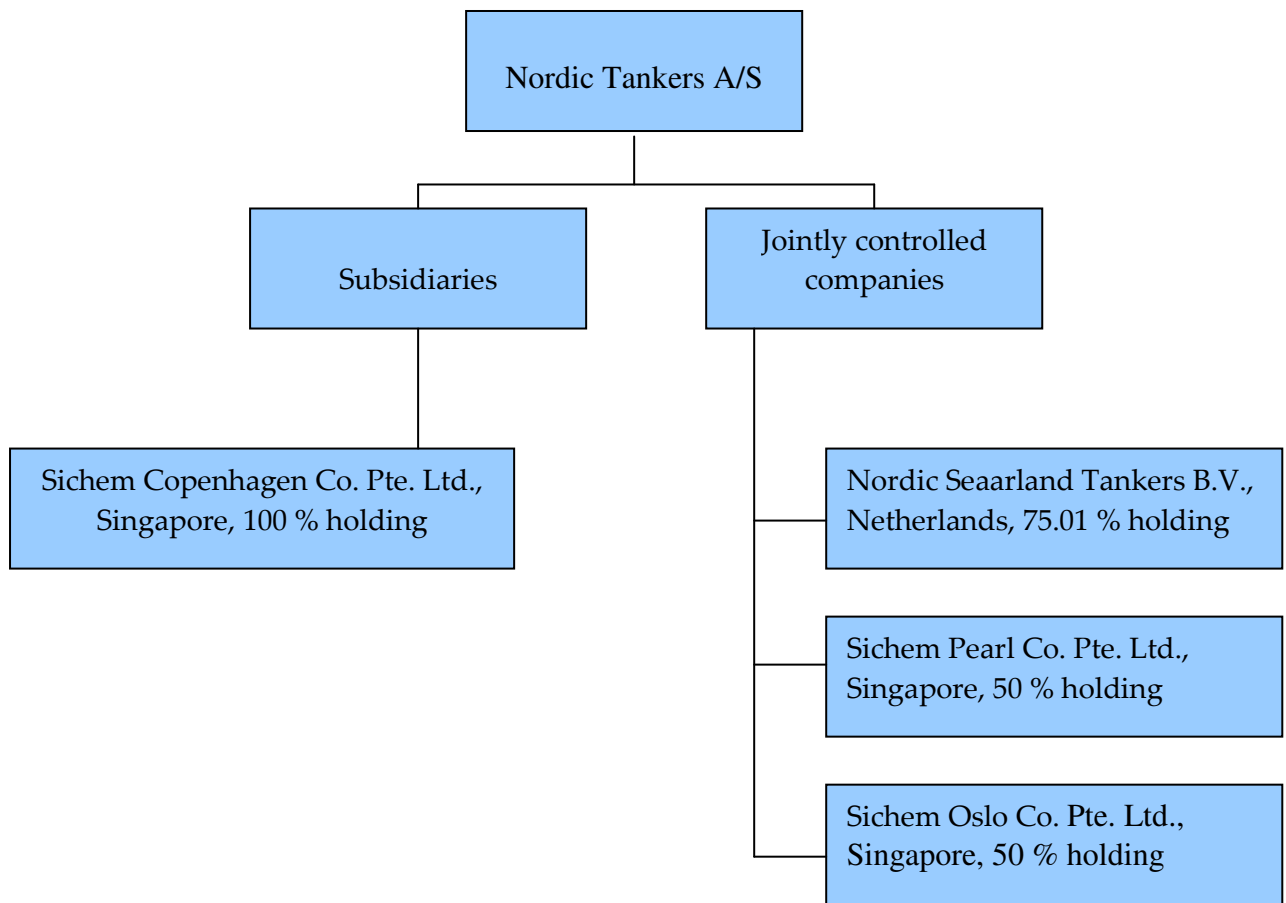 Nordic Tankers A/S
Subsidiaries
Jointly controlled
companies
Sichem Copenhagen Co. Pte. Ltd.,
Singapore, 100 % holding
Nordic Seaarland Tankers B.V.,
Netherlands, 75.01 % holding
Sichem Pearl Co. Pte. Ltd.,
Singapore, 50 % holding
Sichem Oslo Co. Pte. Ltd.,
Singapore, 50 % holding